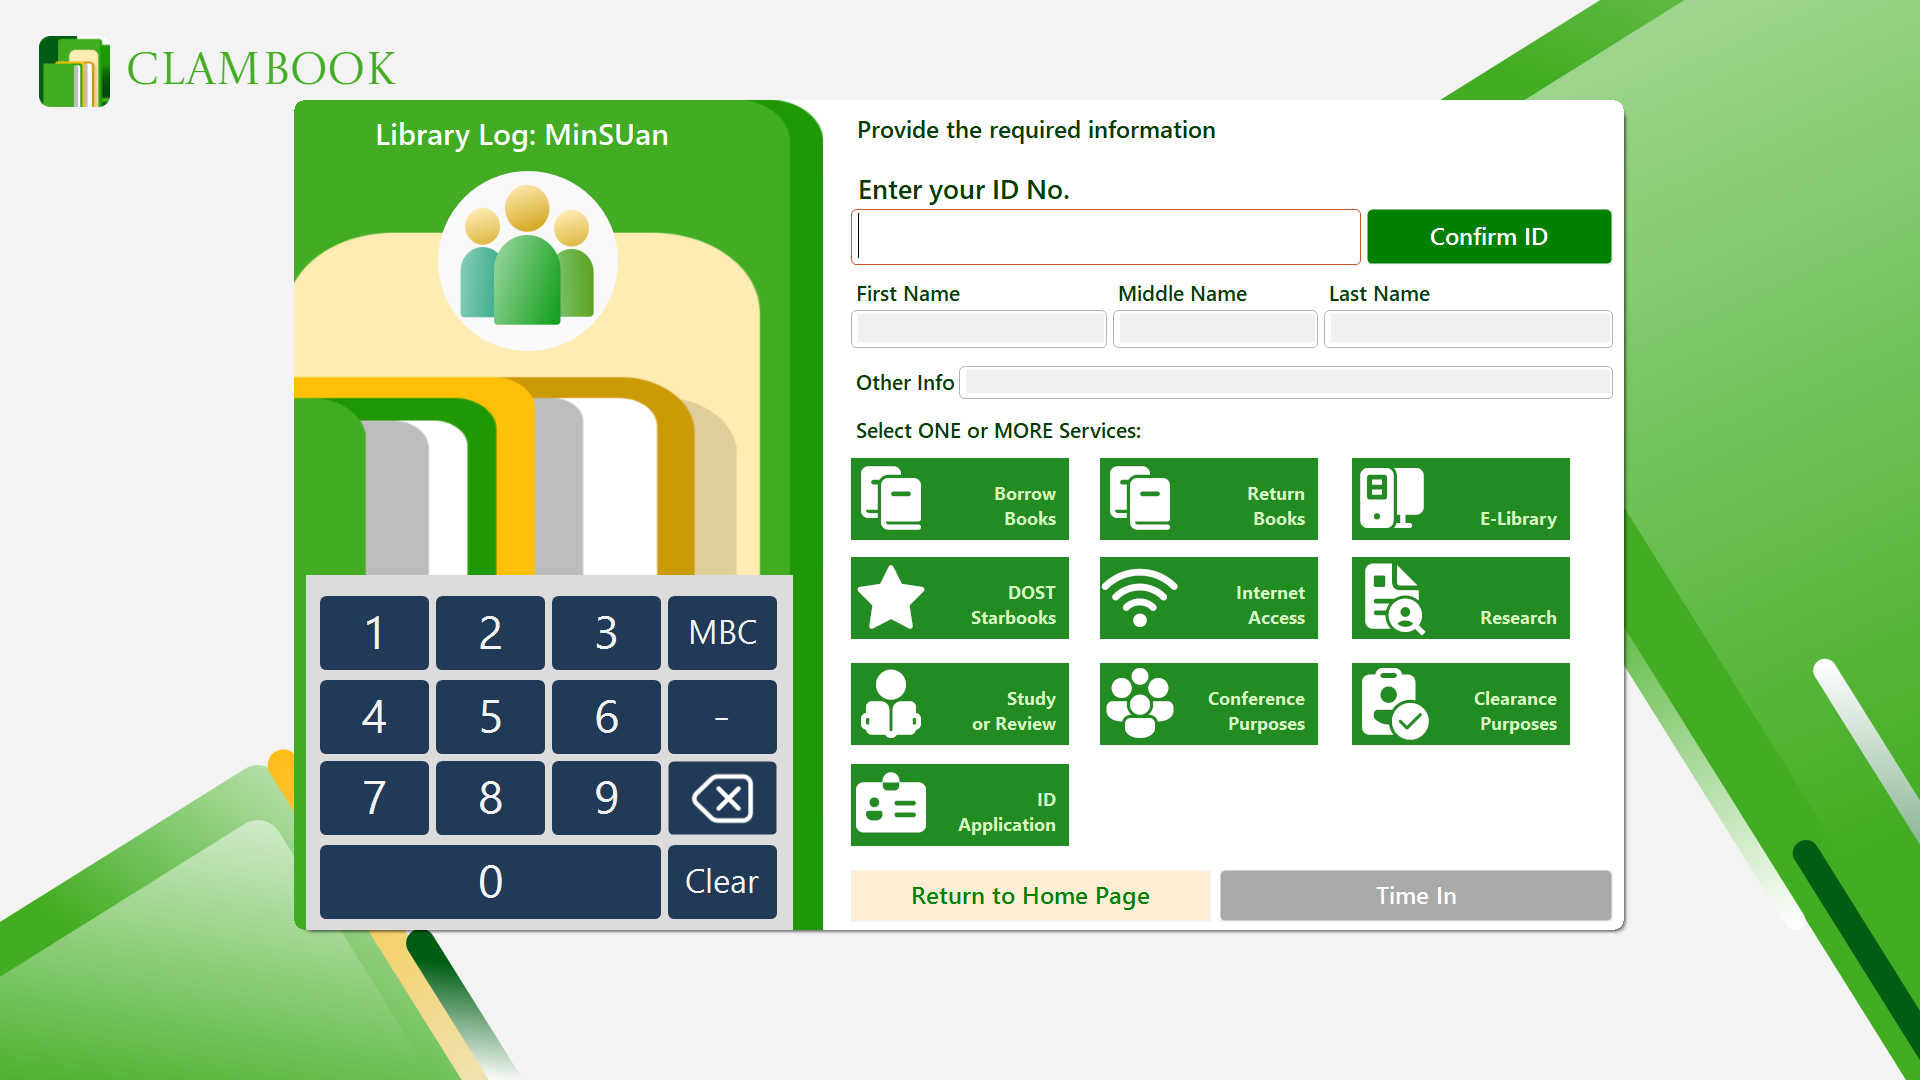 CLAMBOOK
Library Log: MinSUan
1
2
3
MBC
4
5
6
-
7
8
9
0
Clear
Provide the required information
Enter your ID No.
Confirm ID
First Name
Middle Name
Last Name
Other Info
Select ONE or MORE Services:
Borrow
Books
Return
Books
E-Library
DOST
Starbooks
Internet
Access
Research
Study
or Review
Conference
Purposes
Clearance
Purposes
ID
Application
Return to Home Page
Time In